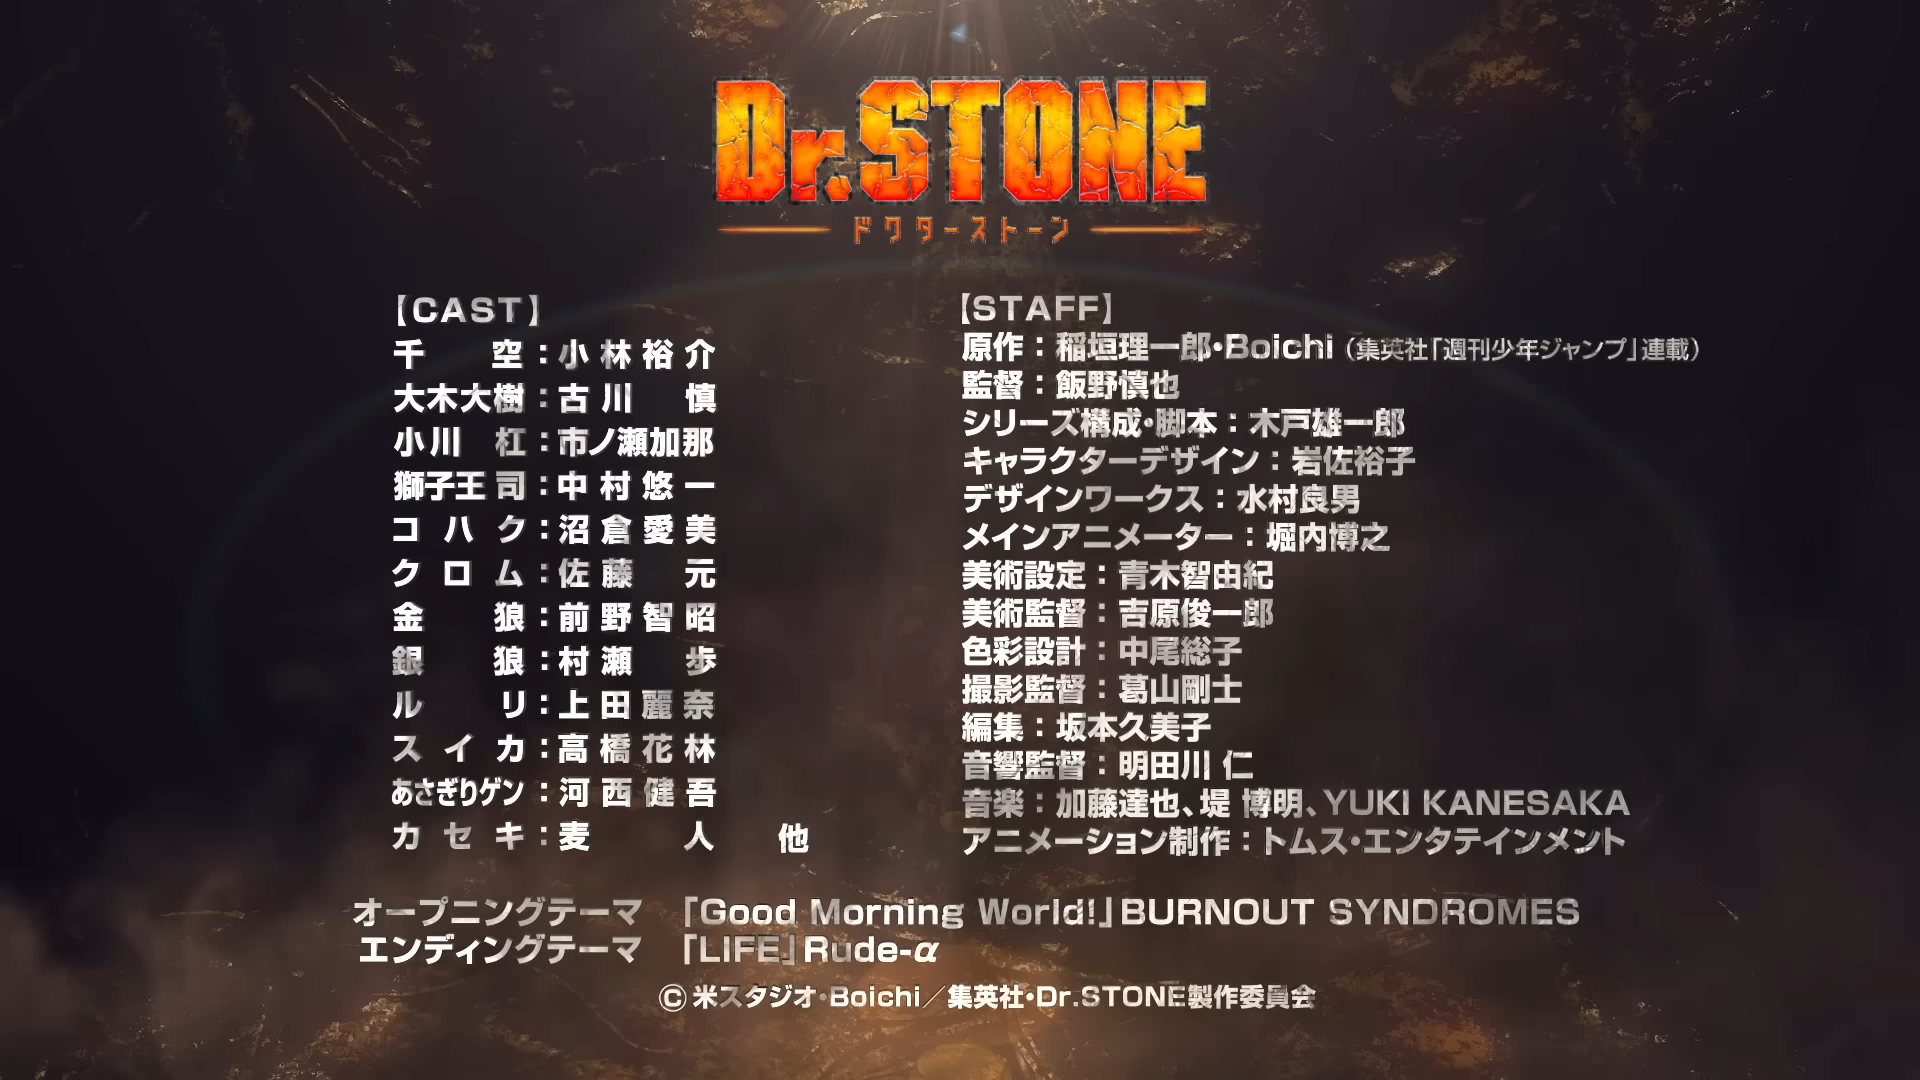 Dr.STONE
ドクターストーン
【CAST】
千空：小林裕介
大木大樹：古川慎
小川杠：市ノ瀬加那
獅子王司：中村悠一
コハク：沼倉愛美
クロム：佐藤元
金狼：前野智昭
銀狼：村瀬歩
ルリ：上田麗奈
スイカ：高橋花林
あさぎりゲン：河西健吾
カセキ：麦人 他
【STAFF】
原作：稲垣理一郎・Boichi（集英社「週刊少年ジャンプ」連載）
監督：飯野慎也
シリーズ構成・脚本：木戸雄一郎
キャラクターデザイン：岩佐裕子
デザインワークス：水村良男
メインアニメーター：堀内博之
美術設定：青木智由紀
美術監督：吉原俊一郎
色彩設計：中尾総子
撮影監督：葛山剛士
編集：坂本久美子
音響監督：明田川 仁
音楽：加藤達也、堤 博明、YUKI KANESAKA
アニメーション制作：トムス・エンタテインメント
オープニングテーマ 「Good Morning World!」BURNOUT SYNDROMES
エンディングテーマ 「LIFE」Rude-α
©米スタジオ・Boichi／集英社・Dr.STONE製作委員会